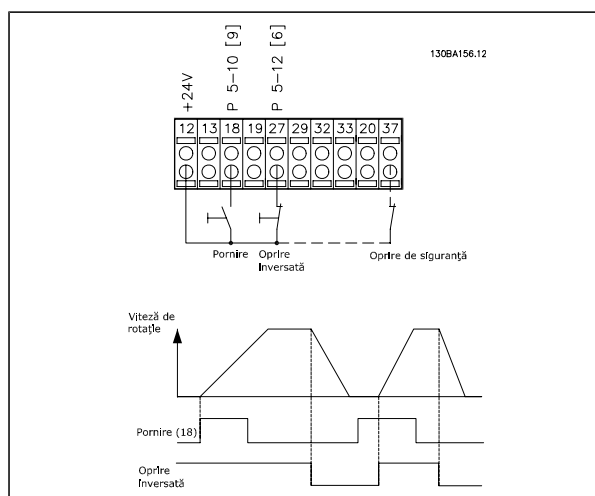 P 5-10 [9]
P 5-12 [6]
130BA156.12
+24V
12 13 18 19 27 29 32 33 20 37
Pornire
Oprire
inversată
Oprire de siguranţă
Viteză de
rotaţie
Pornire (18)
Oprire
inversată